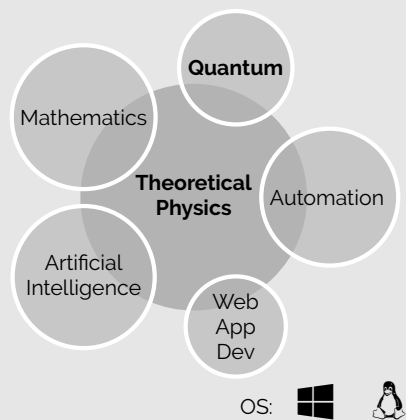 Quantum
Mathematics
Theoretical
Physics
Automation
Artificial
Intelligence
Web
App
Dev
OS: